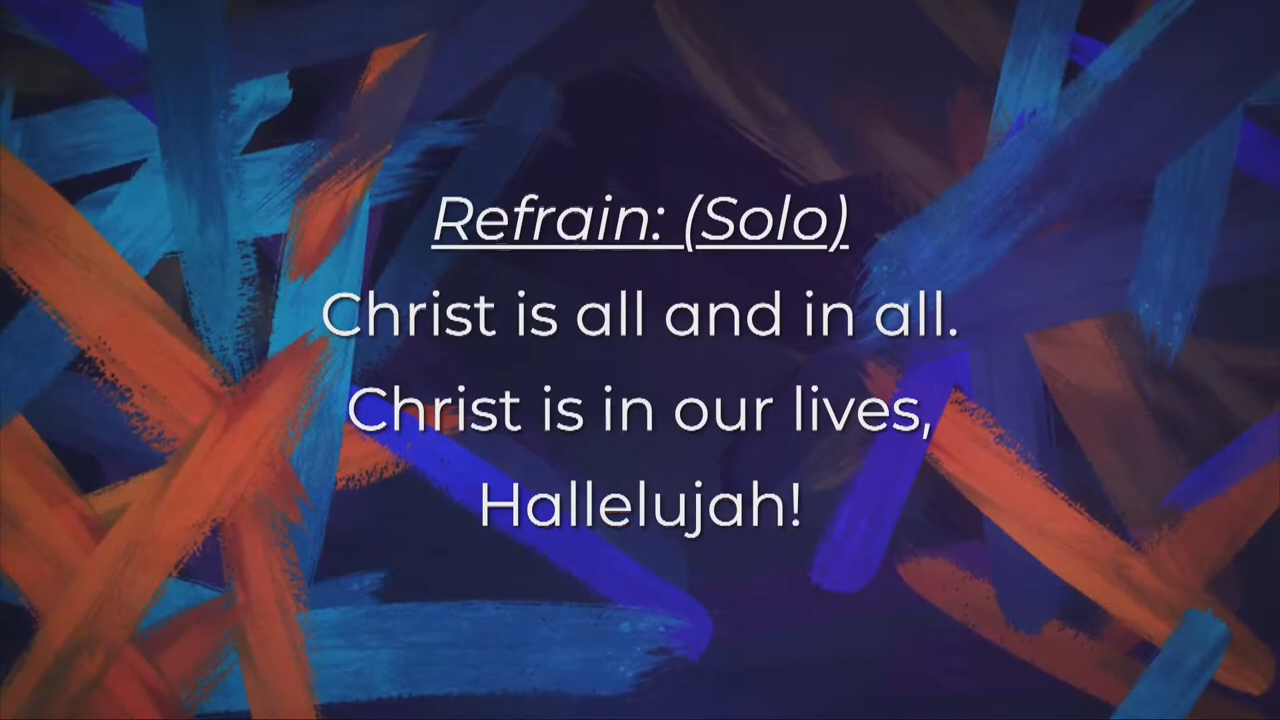 Refrain: (Solo)
Christ is all and in all.
Christ is in our lives,
Hallelujah!